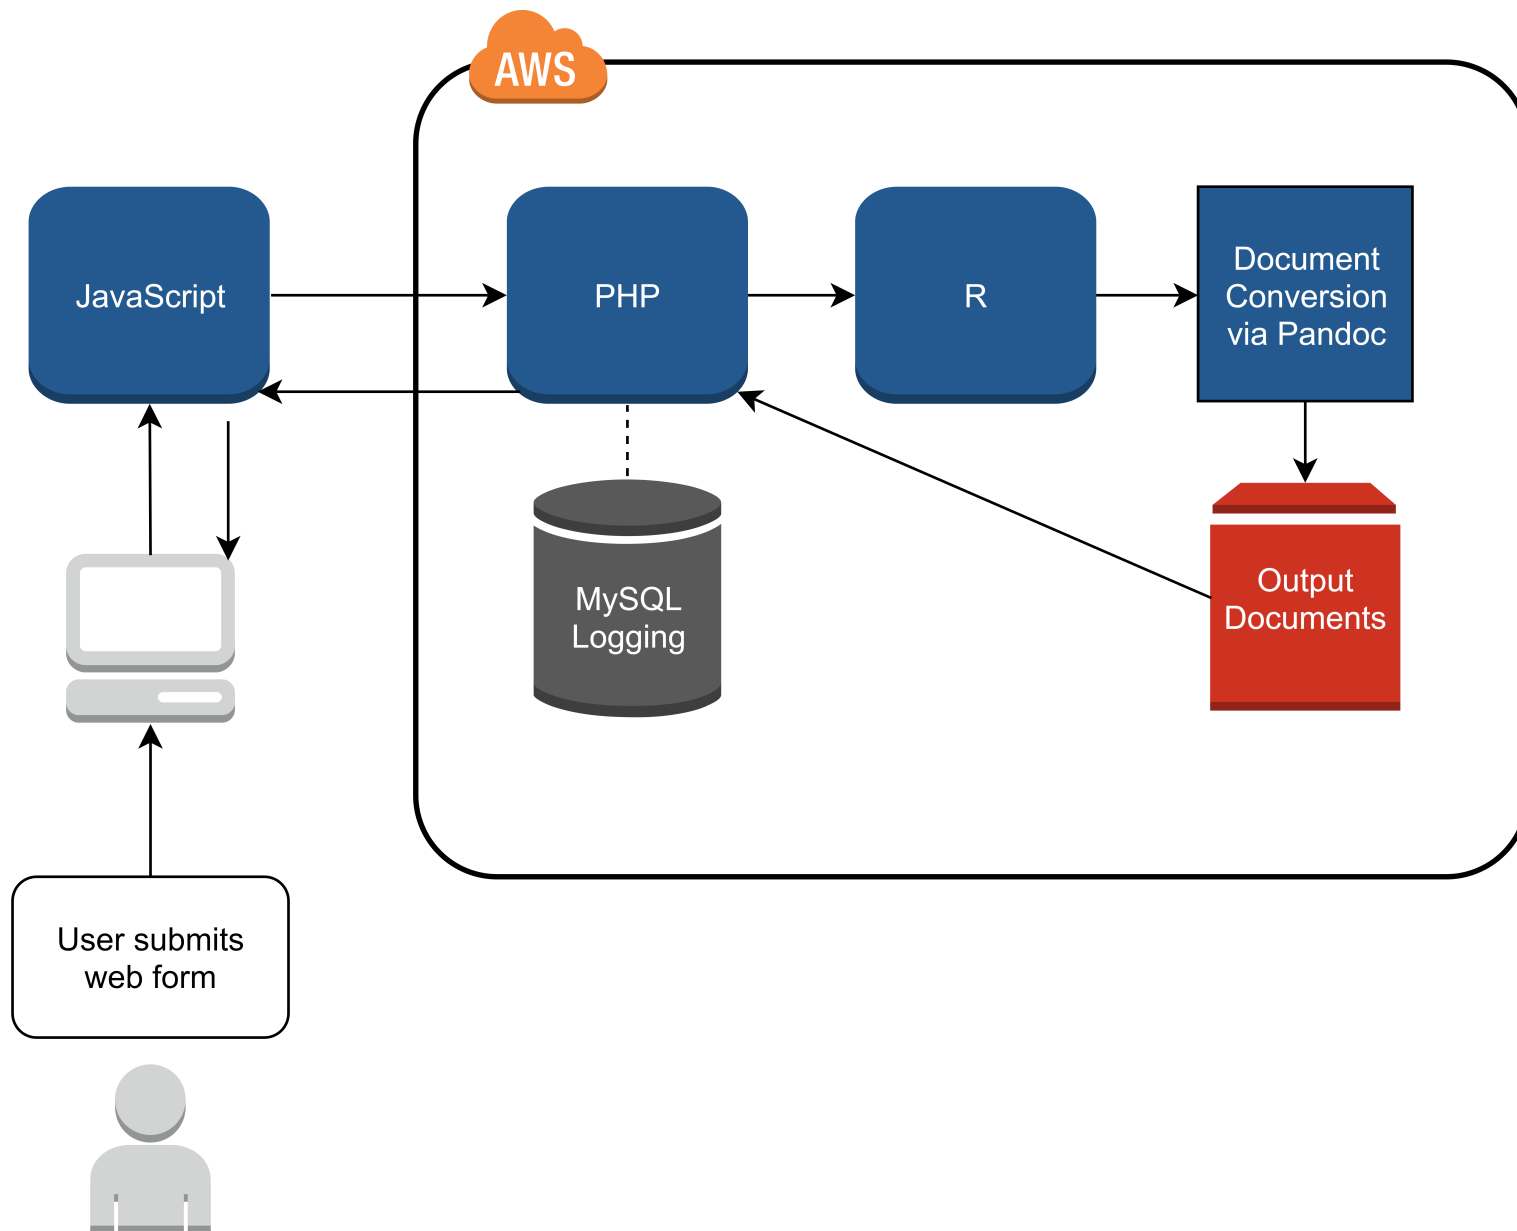 AWS
JavaScript
PHP
R
Document
Conversion
via Pandoc
MySQL
Logging
Output
Documents
User submits
web form